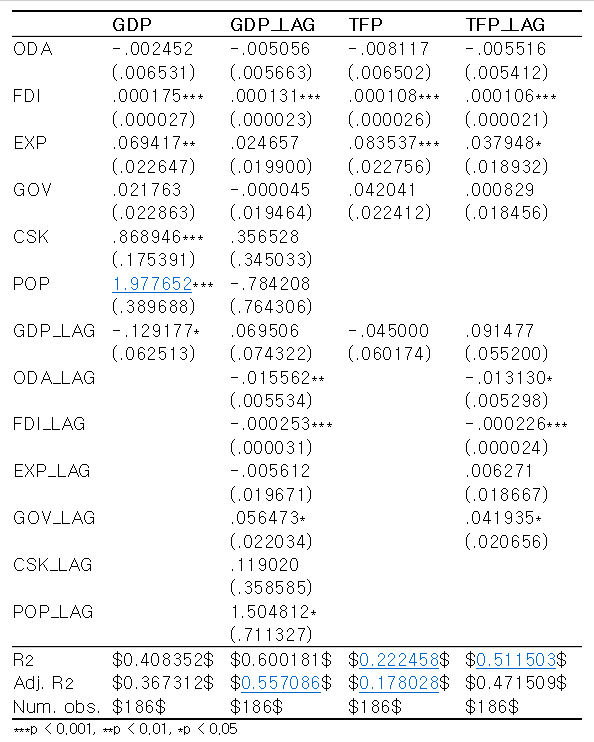 GDP GDP_LAG TFP TFP_LAG
ODA -.002452 -.005056 -.008117 -.005516
(.006531) (.005663) (.006502) (.005412)
FDI .000175*** .000131*** .000108*** .000106***
(.000027) (.000023) (.000026) (.000021)
EXP .069417** .024657 .083537*** .037948*
(.022647) (.019900) (.022756) (.018932)
GOV .021763 -.000045 .042041 .000829
(.022863) (.019464) (.022412) (.018456)
CSK .868946*** .356528
(.175391) (.345033)
POP 1.977652*** -.784208
(.389688) (.764306)
GDP_LAG -.129177* .069506 -.045000 .091477
(.062513) (.074322) (.060174) (.055200)
ODA_LAG -.015562** -.013130*
(.005534) (.005298)
FDI_LAG -.000253*** -.000226***
(.000031) (.000024)
EXP_LAG -.005612 .006271
(.019671) (.018667)
GOV_LAG .056473* .041935*
(.022034) (.020656)
CSK_LAG .119020
(.358585)
POP_LAG 1.504812*
(.711327)
R2 $0.408352$ $0.600181$ $0.222458$ $0.511503$
Adj. R2 $0.367312$ $0.557086$ $0.178028$ $0.471509$
Num. obs. $186$ $186$ $186$ $186$
***p < 0.001, **p < 0.01, *p < 0.05